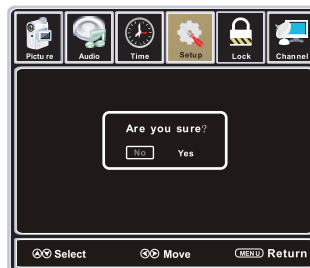 Picture Audio Time Setup Lock Channel
Are you sure?
No Yes
Select Move MENU Return